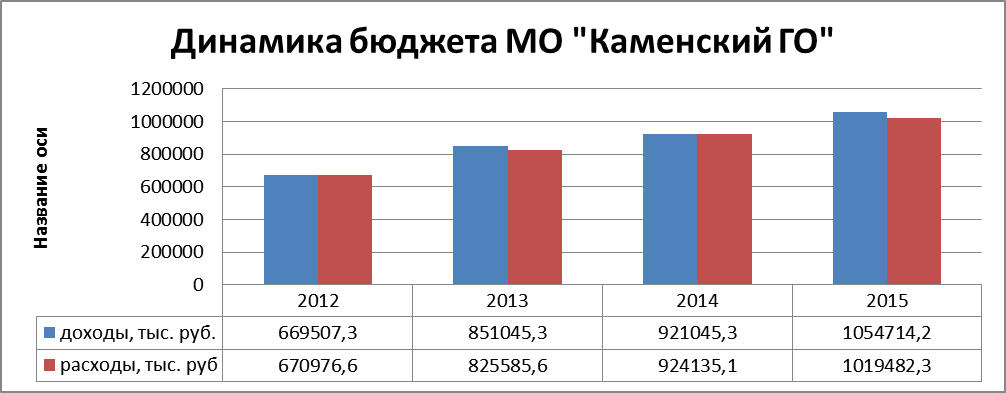 Динамика бюджета МО "Каменский ГО"
Название оси
1200000
1000000
800000
600000
400000
200000
0
2012 2013 2014 2015
доходы, тыс. руб. 669507,3 851045,3 921045,3 1054714,2
расходы, тыс. руб 670976,6 825585,6 924135,1 1019482,3